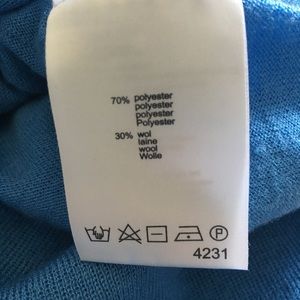 70% polyester
polyester
polyester
Polyester
30% wol
laine
wool
Wolle
P
4231